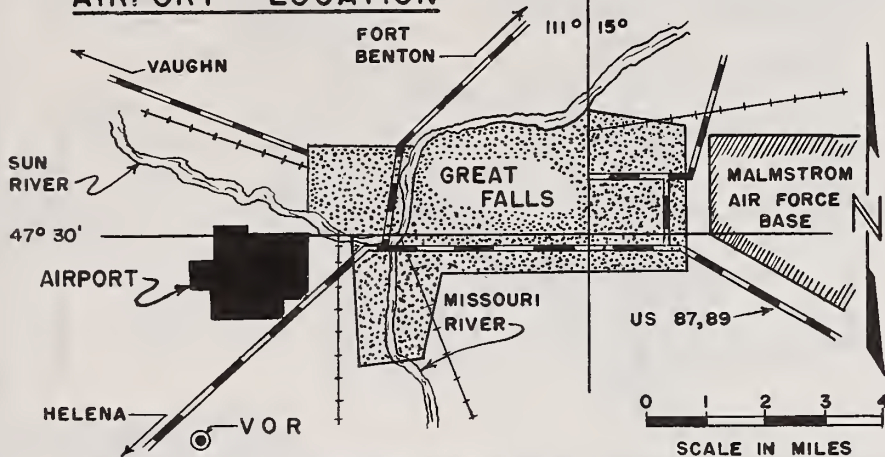 AIRPORT LOCATION
FORT
BENTON
111° 15°
VAUGHN
SUN
RIVER
GREAT
FALLS
MALMSTROM
AIR FORCE
BASE
N
47° 30'
AIRPORT
MISSOURI
RIVER
US 87,89
HELENA
VOR
0 1 2 3 4
SCALE IN MILES